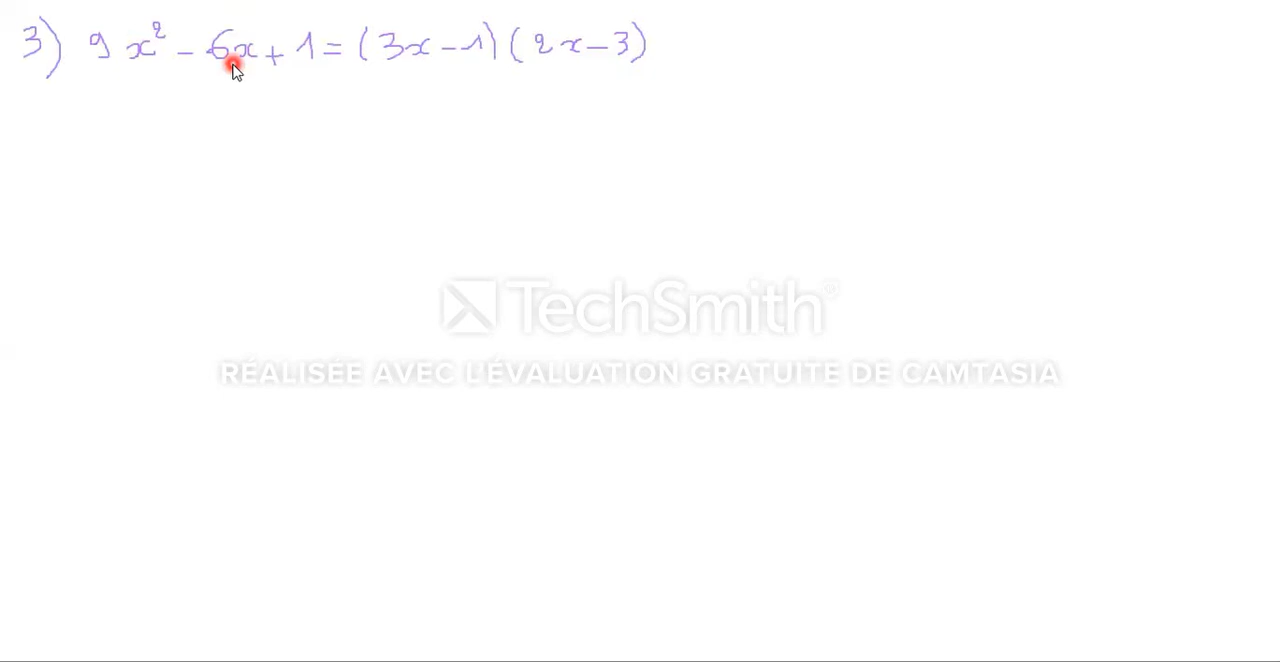 3) 9x² - 6x + 1 = (3x - 1)(2x - 3)
TechSmith®
RÉALISÉE AVEC L'ÉVALUATION GRATUITE DE CAMTASIA